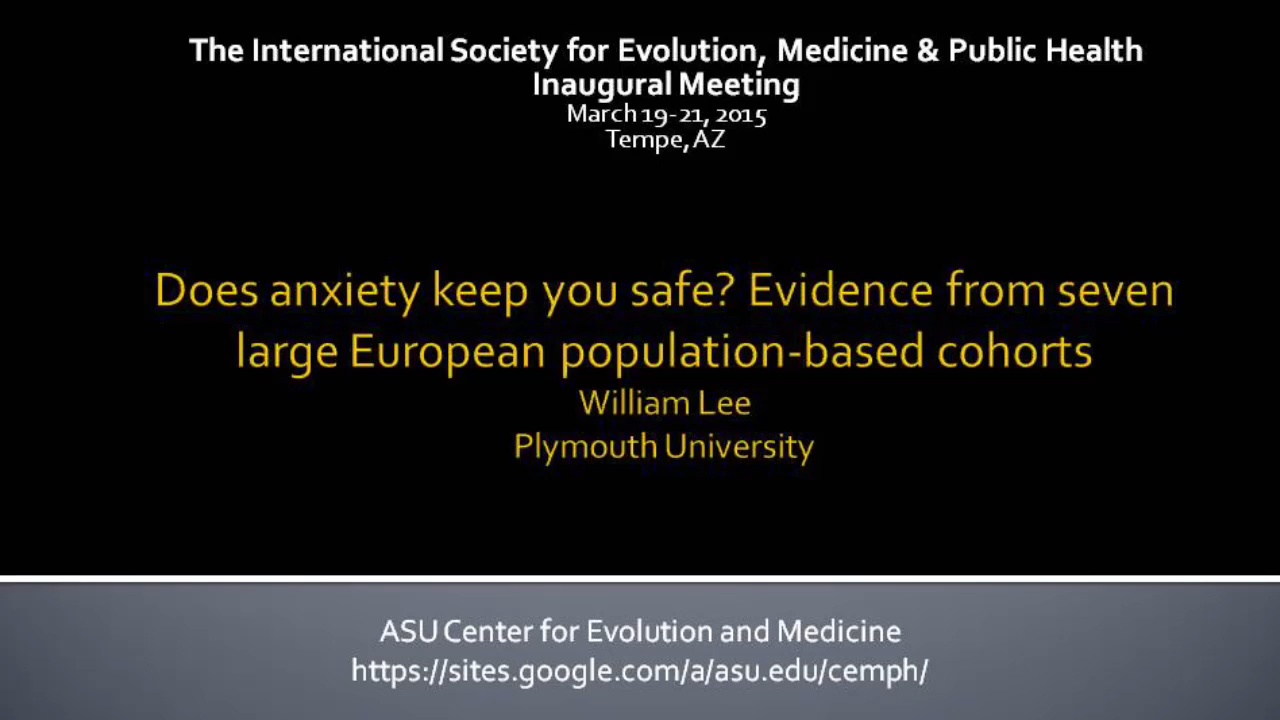 The International Society for Evolution, Medicine & Public Health
Inaugural Meeting
March 19-21, 2015
Tempe, AZ
Does anxiety keep you safe? Evidence from seven
large European population-based cohorts
William Lee
Plymouth University
ASU Center for Evolution and Medicine
https://sites.google.com/a/asu.edu/cemph/